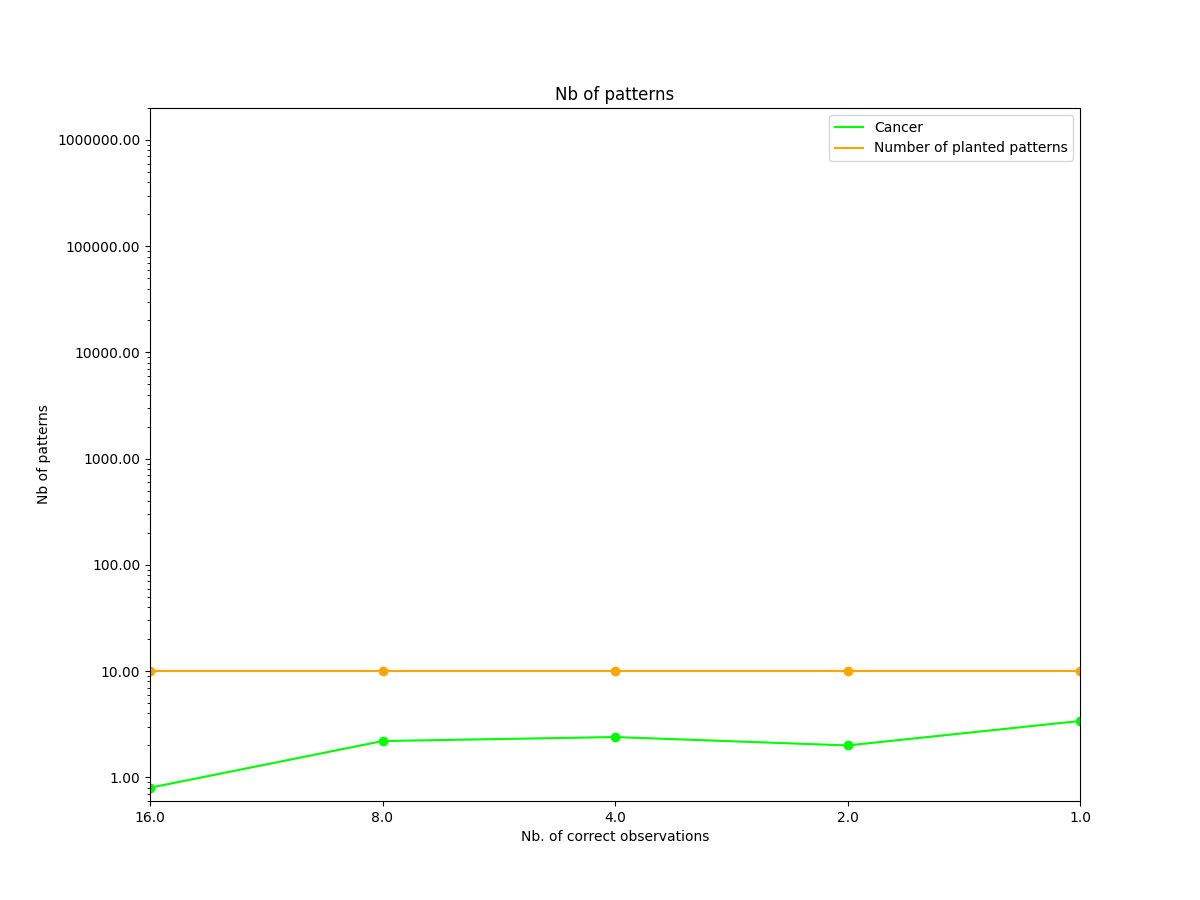 Nb of patterns
Cancer
Number of planted patterns
1000000.00
100000.00
10000.00
1000.00
100.00
10.00
1.00
Nb of patterns
16.0 8.0 4.0 2.0 1.0
Nb. of correct observations